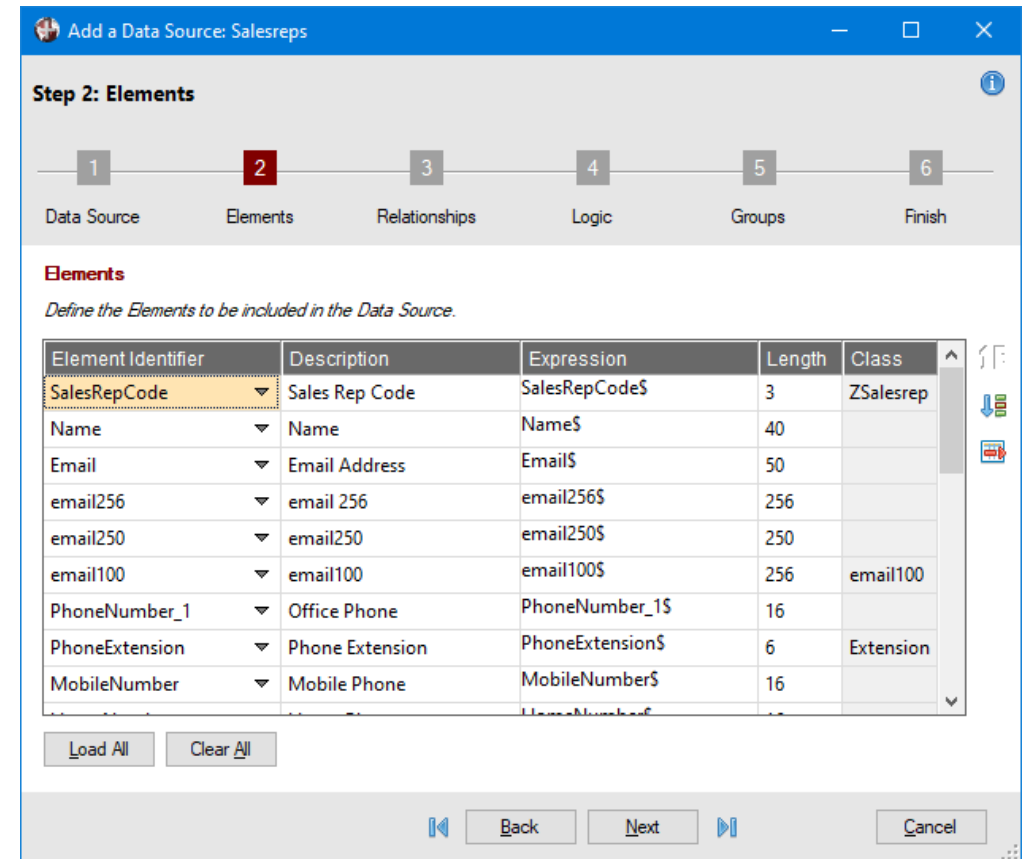 Add a Data Source: Salesreps
Step 2: Elements
1 2 3 4 5 6
Data Source Elements Relationships Logic Groups Finish
Elements
Define the Elements to be included in the Data Source.
Element Identifier Description Expression Length Class
SalesRepCode Sales Rep Code SalesRepCode$ 3 ZSalesrep
Name Name Name$ 40
Email Email Address Email$ 50
email256 email 256 email256$ 256
email250 email250 email250$ 250
email100 email100 email100$ 256 email100
PhoneNumber_1 Office Phone PhoneNumber_1$ 16
PhoneExtension Phone Extension PhoneExtension$ 6 Extension
MobileNumber Mobile Phone MobileNumber$ 16
Load All Clear All
Back Next Cancel